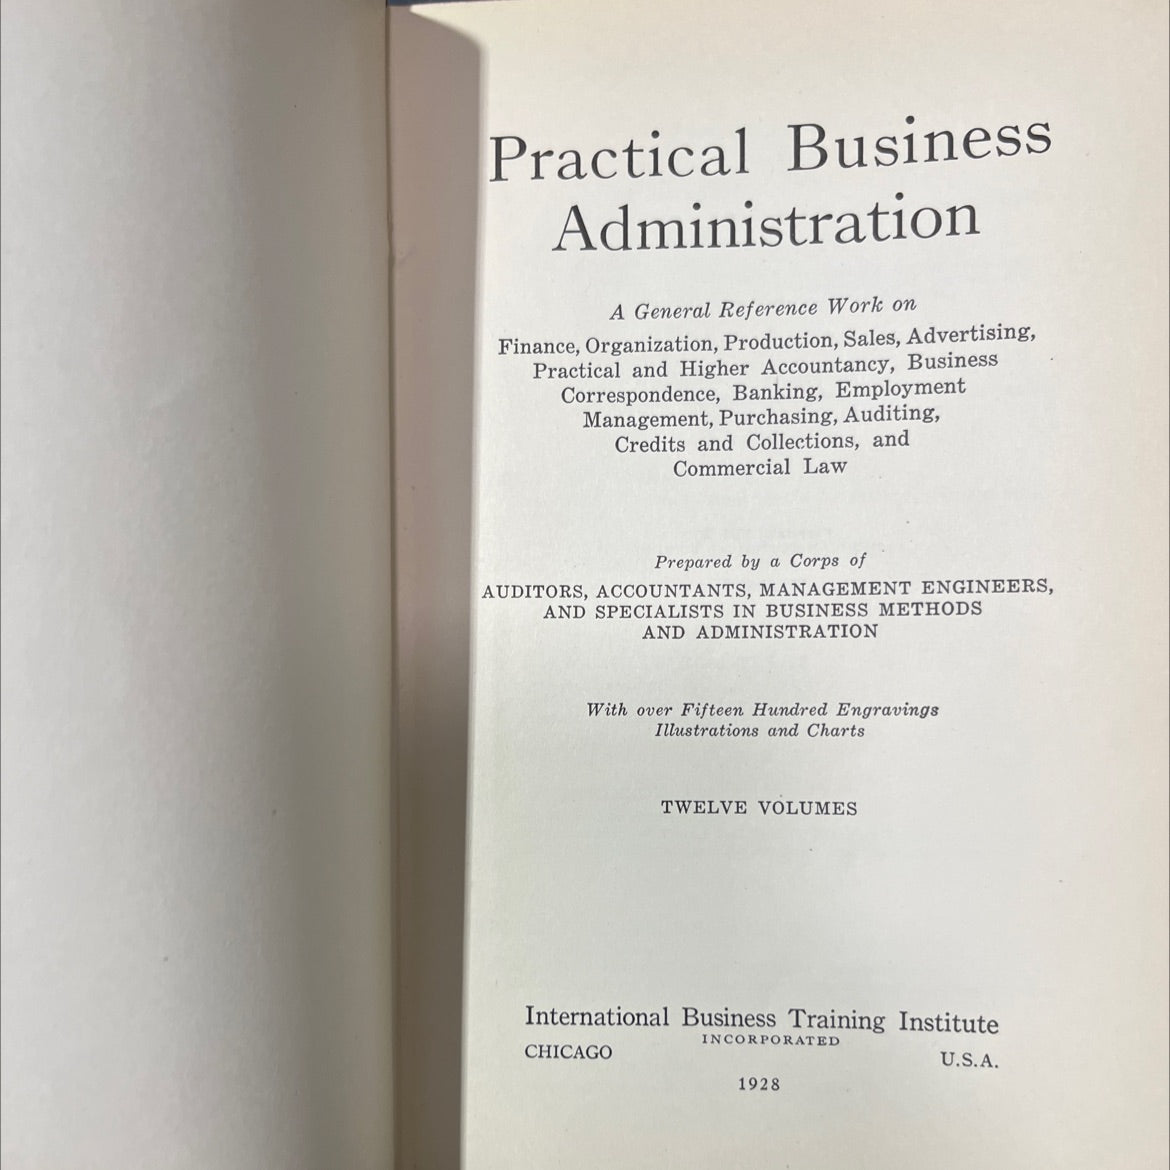 Practical Business
Administration
A General Reference Work on
Finance, Organization, Production, Sales, Advertising,
Practical and Higher Accountancy, Business
Correspondence, Banking, Employment
Management, Purchasing, Auditing,
Credits and Collections, and
Commercial Law
Prepared by a Corps of
AUDITORS, ACCOUNTANTS, MANAGEMENT ENGINEERS,
AND SPECIALISTS IN BUSINESS METHODS
AND ADMINISTRATION
With over Fifteen Hundred Engravings
Illustrations and Charts
TWELVE VOLUMES
International Business Training Institute
INCORPORATED
CHICAGO U.S.A.
1928